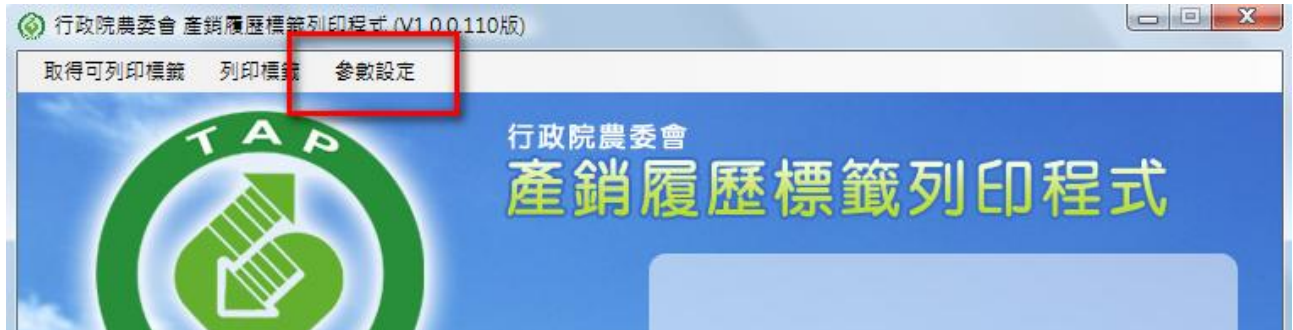 行政院農委會 產銷履歷標籤列印程式 (V1.0.0.110版)
取得可列印標籤 列印標籤 參數設定
TAP
行政院農委會
產銷履歷標籤列印程式